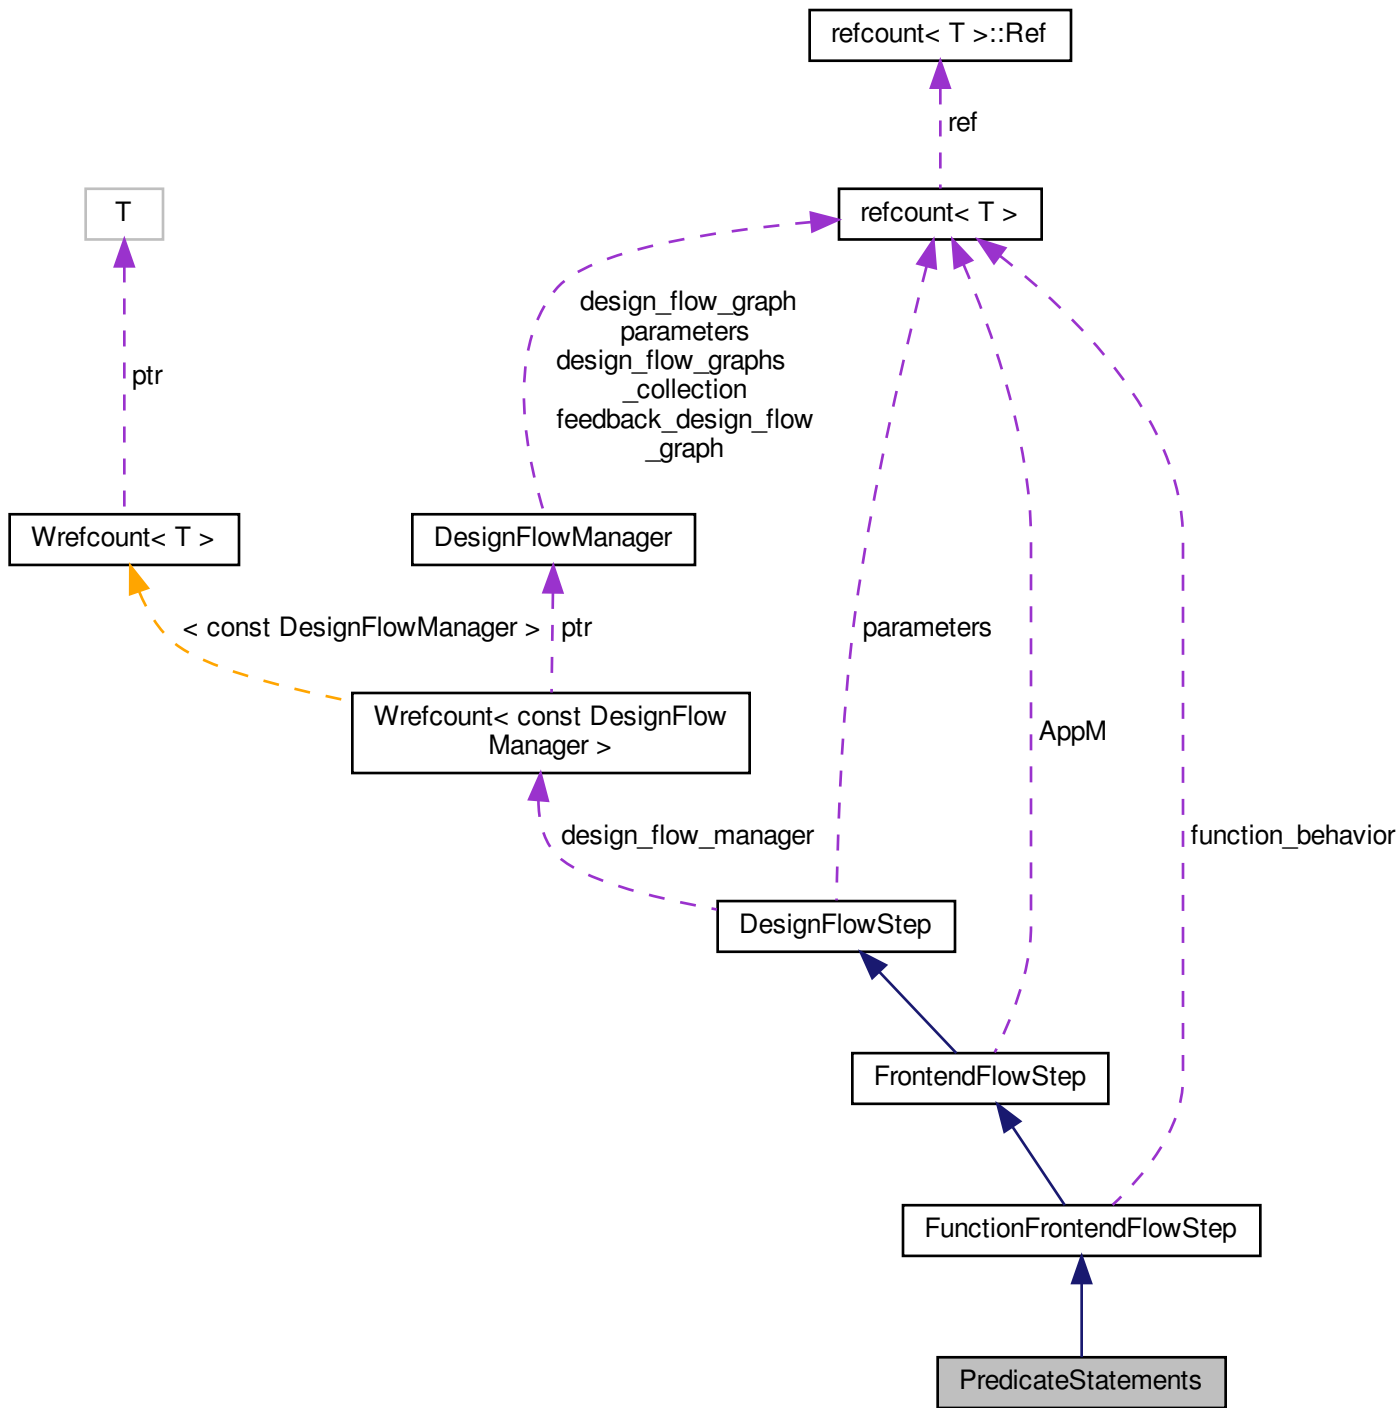 refcount< T >::Ref
ref
T
refcount< T >
design_flow_graph
parameters
design_flow_graphs
_collection
feedback_design_flow
_graph
ptr
Wrefcount< T >
DesignFlowManager
< const DesignFlowManager >
ptr
parameters
Wrefcount< const DesignFlow
Manager >
AppM
design_flow_manager
function_behavior
DesignFlowStep
FrontendFlowStep
FunctionFrontendFlowStep
PredicateStatements